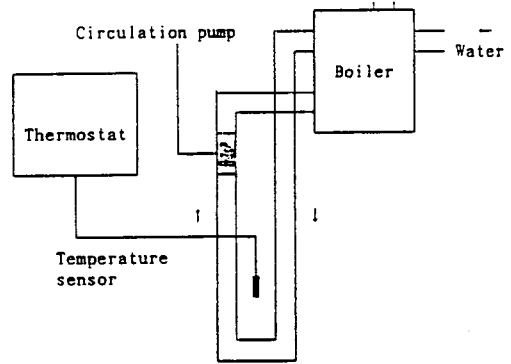 Circulation pump
Boiler
Water
Thermostat
Temperature
sensor